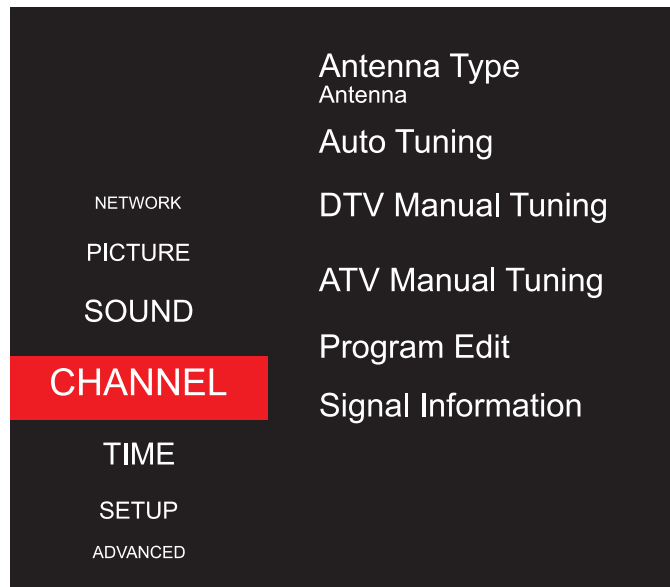 NETWORK
PICTURE
SOUND
CHANNEL
TIME
SETUP
ADVANCED
Antenna Type
Antenna
Auto Tuning
DTV Manual Tuning
ATV Manual Tuning
Program Edit
Signal Information